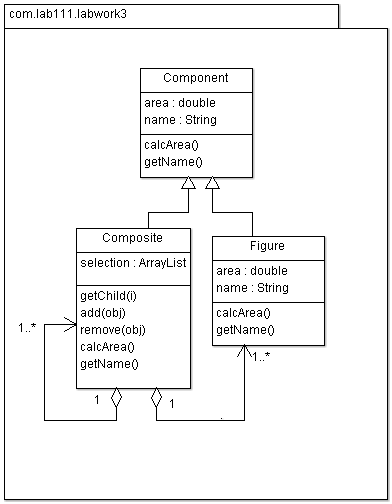 com.lab111.labwork3
Component
area : double
name : String
calcArea()
getName()
Composite
selection : ArrayList
getChild(i)
add(obj)
remove(obj)
calcArea()
getName()
Figure
area : double
name : String
calcArea()
getName()
1..*
1..*
1
1